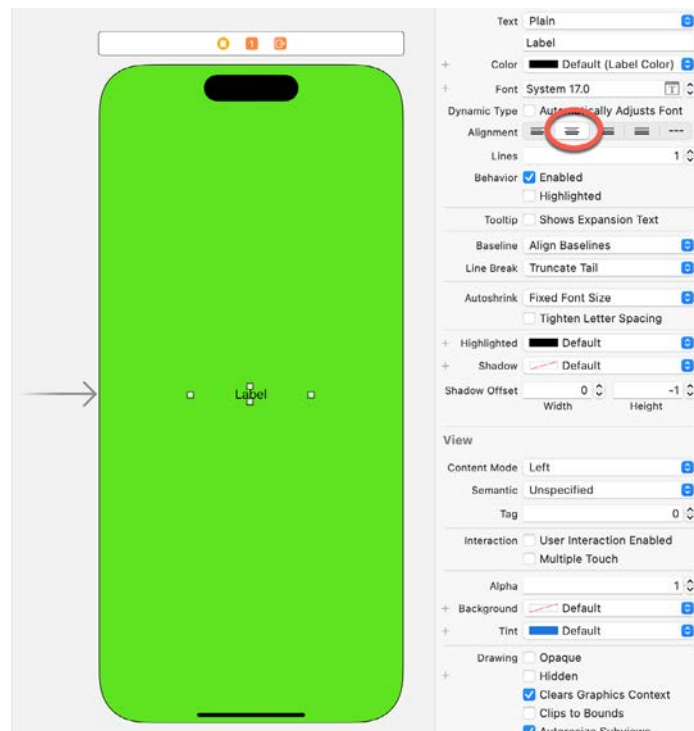 Text Plain
Label
+ Color Default (Label Color)
+ Font System 17.0 T
Dynamic Type Automatically Adjusts Font
Alignment ---
Lines 1
Behavior Enabled
Highlighted
Tooltip Shows Expansion Text
Baseline Align Baselines
Line Break Truncate Tail
Autoshrink Fixed Font Size
Tighten Letter Spacing
+ Highlighted Default
+ Shadow Default
Shadow Offset 0 -1
Width Height
Label
View
Content Mode Left
Semantic Unspecified
Tag 0
Interaction User Interaction Enabled
Multiple Touch
Alpha 1
+ Background Default
+ Tint Default
Drawing Opaque
+ Hidden
Clears Graphics Context
Clips to Bounds
Autoresize Subviews